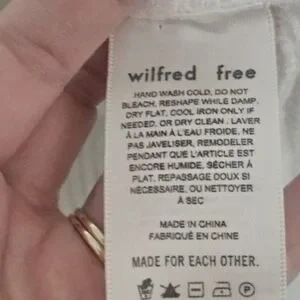 wilfred free
HAND WASH COLD, DO NOT
BLEACH, RESHAPE WHILE DAMP.
DRY FLAT, COOL IRON ONLY IF
NEEDED, OR DRY CLEAN . LAVER
À LA MAIN À L'EAU FROIDE, NE
PAS JAVELISER, REMODELER
PENDANT QUE L'ARTICLE EST
ENCORE HUMIDE, SÉCHER À
PLAT, REPASSAGE DOUX SI
NÉCESSAIRE, OU NETTOYER
À SEC
MADE IN CHINA
FABRIQUÉ EN CHINE
MADE FOR EACH OTHER.